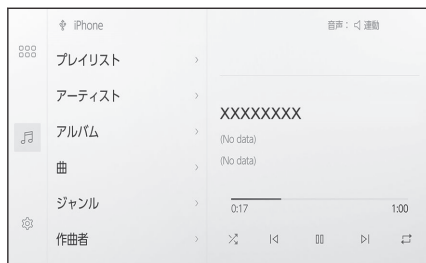 iPhone
音声： 連動
プレイリスト
アーティスト
アルバム
曲
ジャンル
作曲者
XXXXXXXX
(No data)
(No data)
0:17
1:00